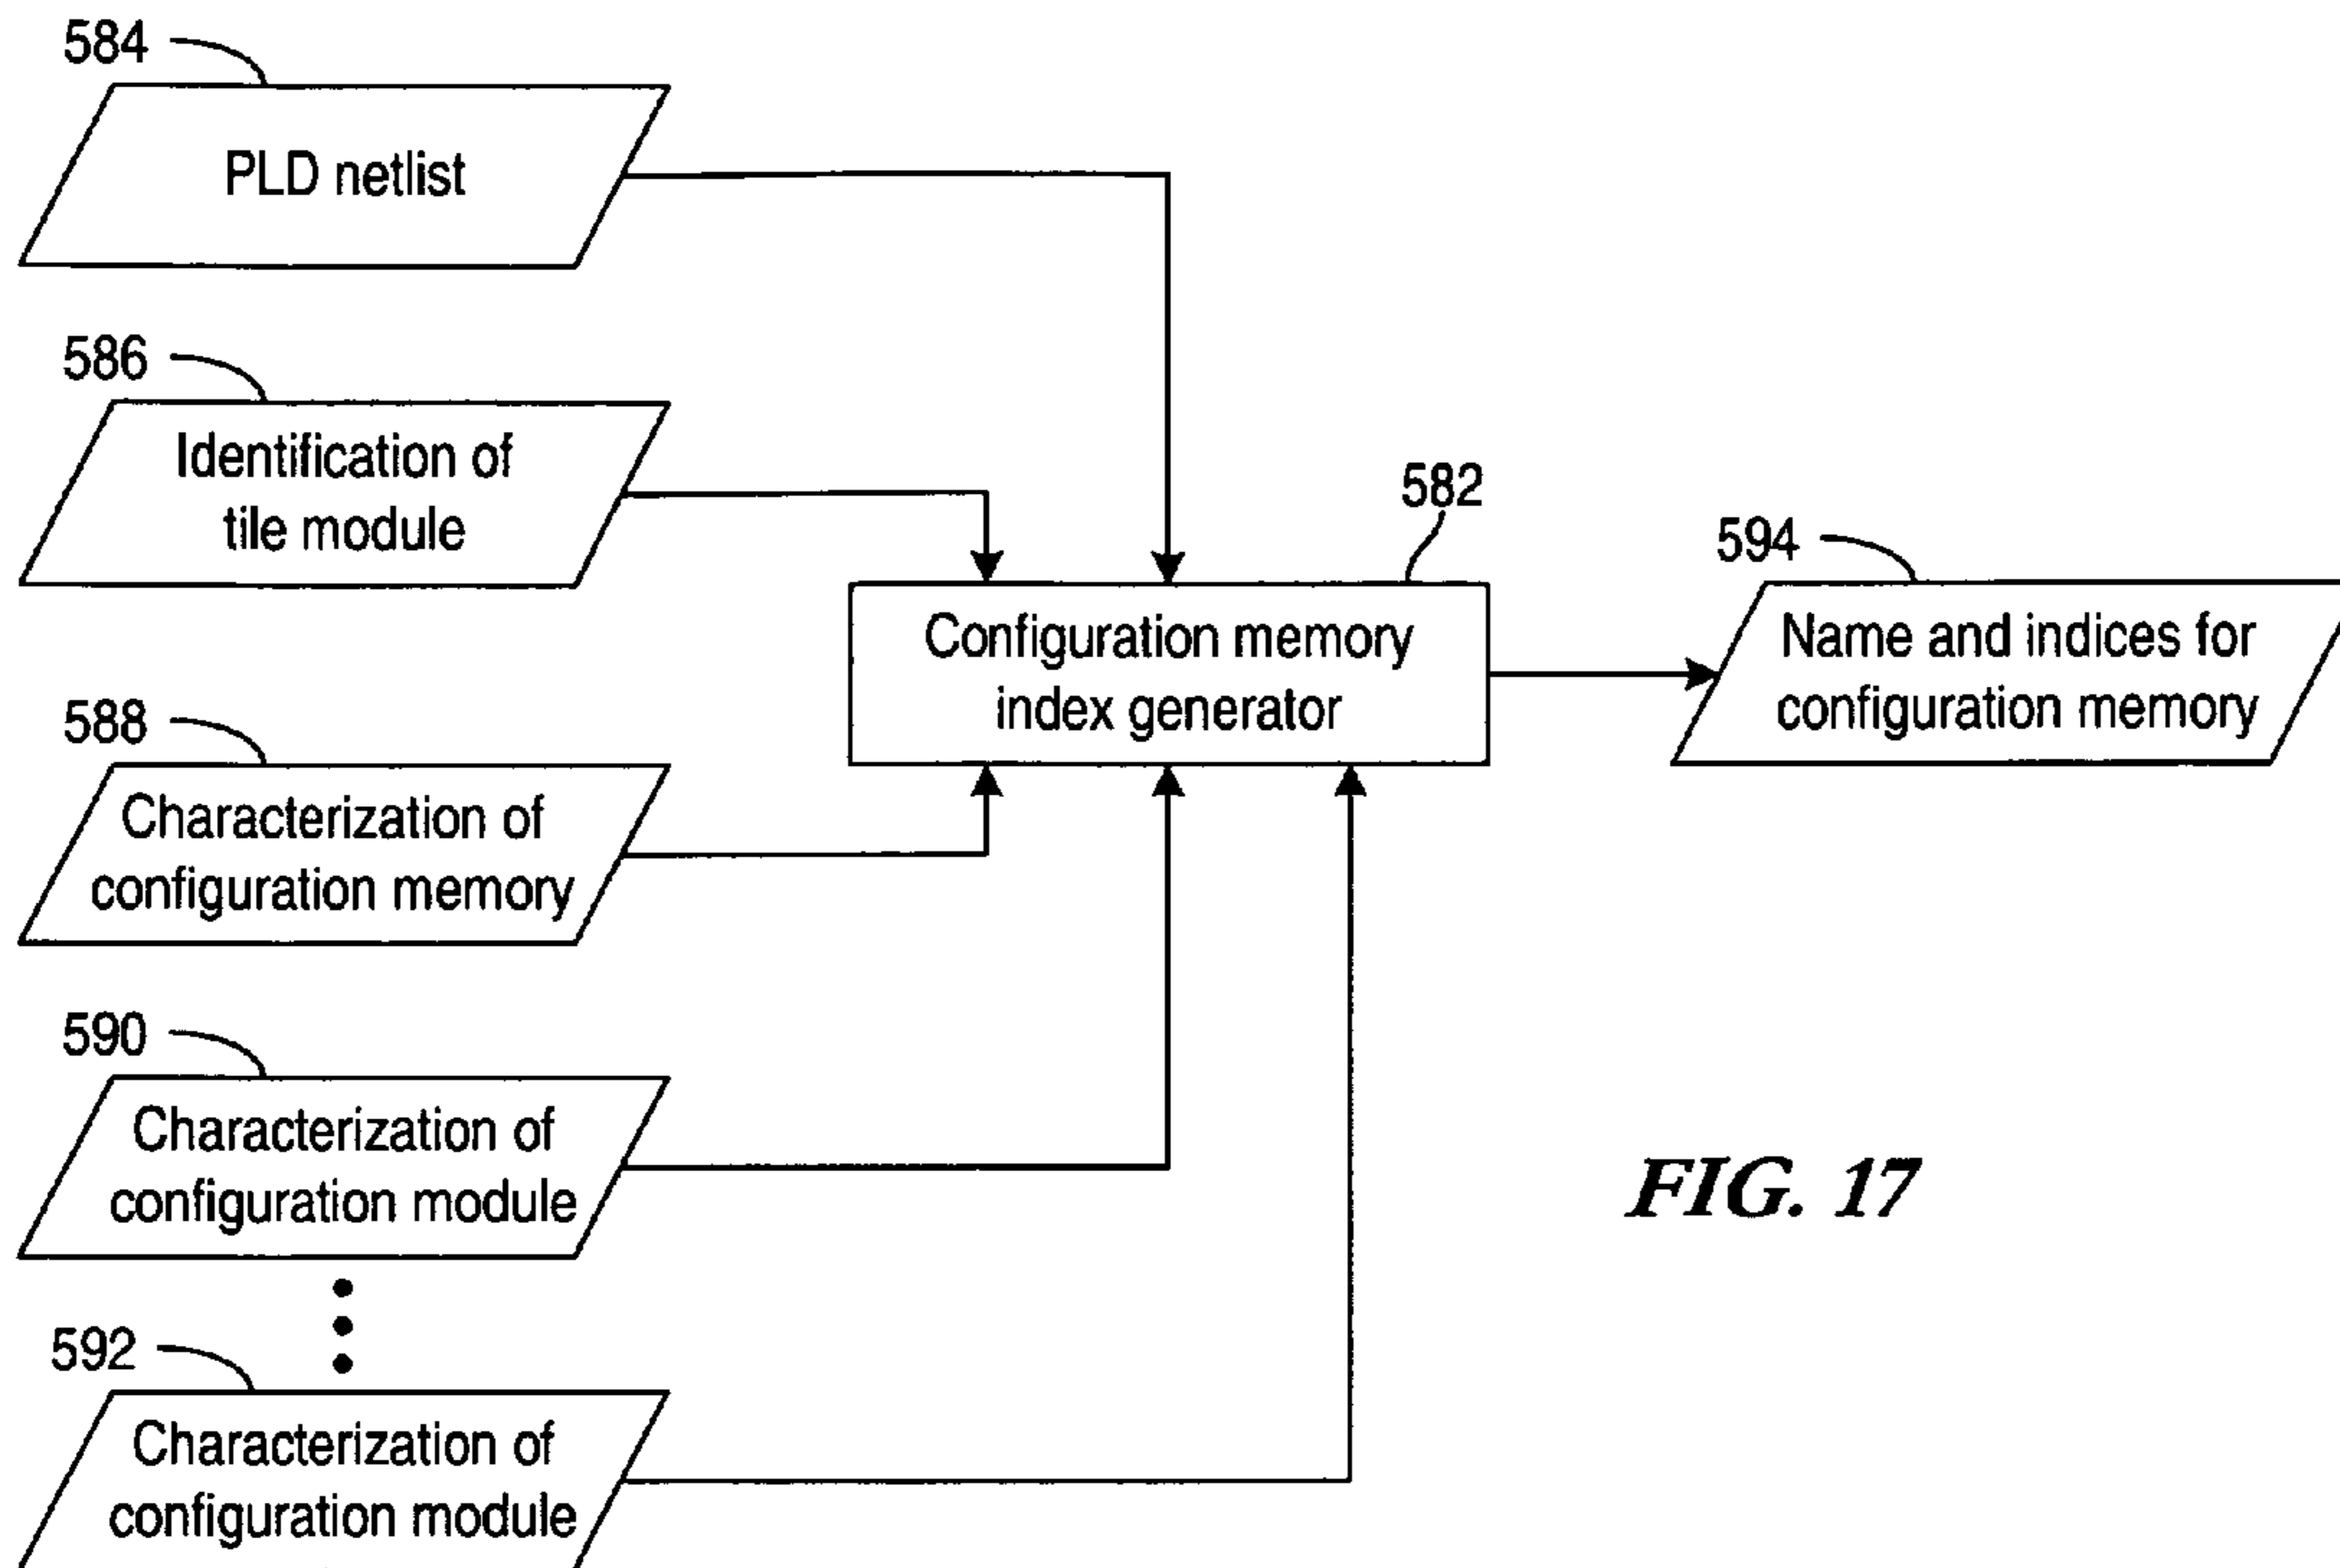 584
PLD netlist
586
Identification of
tile module
582
Configuration memory
index generator
594
Name and indices for
configuration memory
588
Characterization of
configuration memory
590
Characterization of
configuration module
FIG. 17
592
Characterization of
configuration module